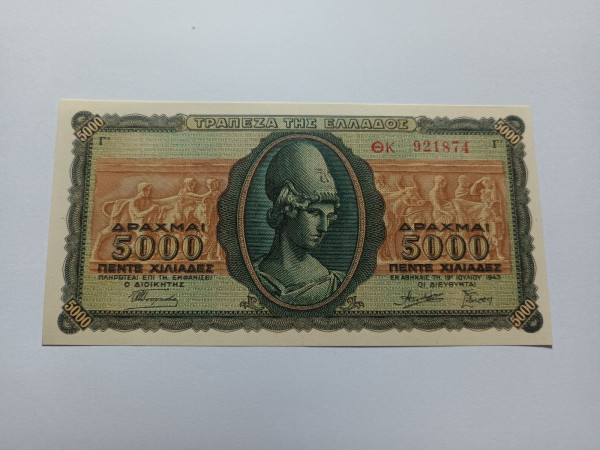 5000 5000
ΤΡΑΠΕΖΑ ΤΗΣ ΕΛΛΑΔΟΣ
Γ ΘΚ 921874 Γ
ΔΡΑΧΜΑΙ
5000
ΠΕΝΤΕ ΧΙΛΙΑΔΕΣ
ΠΛΗΡΩΤΕΑΙ ΕΠΙ ΤΗ ΕΜΦΑΝΙΣΕΙ
Ο ΔΙΟΙΚΗΤΗΣ
ΔΡΑΧΜΑΙ
5000
ΠΕΝΤΕ ΧΙΛΙΑΔΕΣ
ΕΝ ΑΘΗΝΑΙΣ ΤΗ 19ῃ ΙΟΥΛΙΟΥ 1943
ΟΙ ΔΙΕΥΘΥΝΤΑΙ
5000 5000